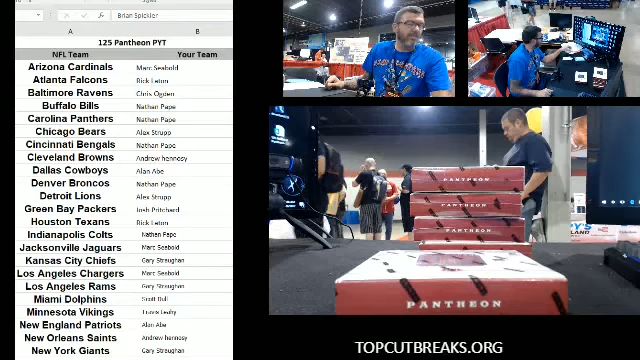 Brian Spickler
A
B
125 Pantheon PYT
NFL Team Your Team
Arizona Cardinals Marc Seabold
Atlanta Falcons Rick Leton
Baltimore Ravens Chris Ogden
Buffalo Bills Nathan Pape
Carolina Panthers Nathan Pape
Chicago Bears Alex Strupp
Cincinnati Bengals Nathan Pape
Cleveland Browns Andrew hennosy
Dallas Cowboys Alan Abe
Denver Broncos Nathan Pape
Detroit Lions Alex Strupp
Green Bay Packers Josh Pritchard
Houston Texans Rick Leton
Indianapolis Colts Nathan Pape
Jacksonville Jaguars Marc Seabold
Kansas City Chiefs Gary Straughan
Los Angeles Chargers Marc Seabold
Los Angeles Rams Gary Straughan
Miami Dolphins Scott Dull
Minnesota Vikings Travis Leahy
New England Patriots Alan Abe
New Orleans Saints Andrew hennosy
New York Giants Gary Straughan
PANTHEON
PANTHEON
PANTHEON
PANTHEON
TOPCUTBREAKS.ORG